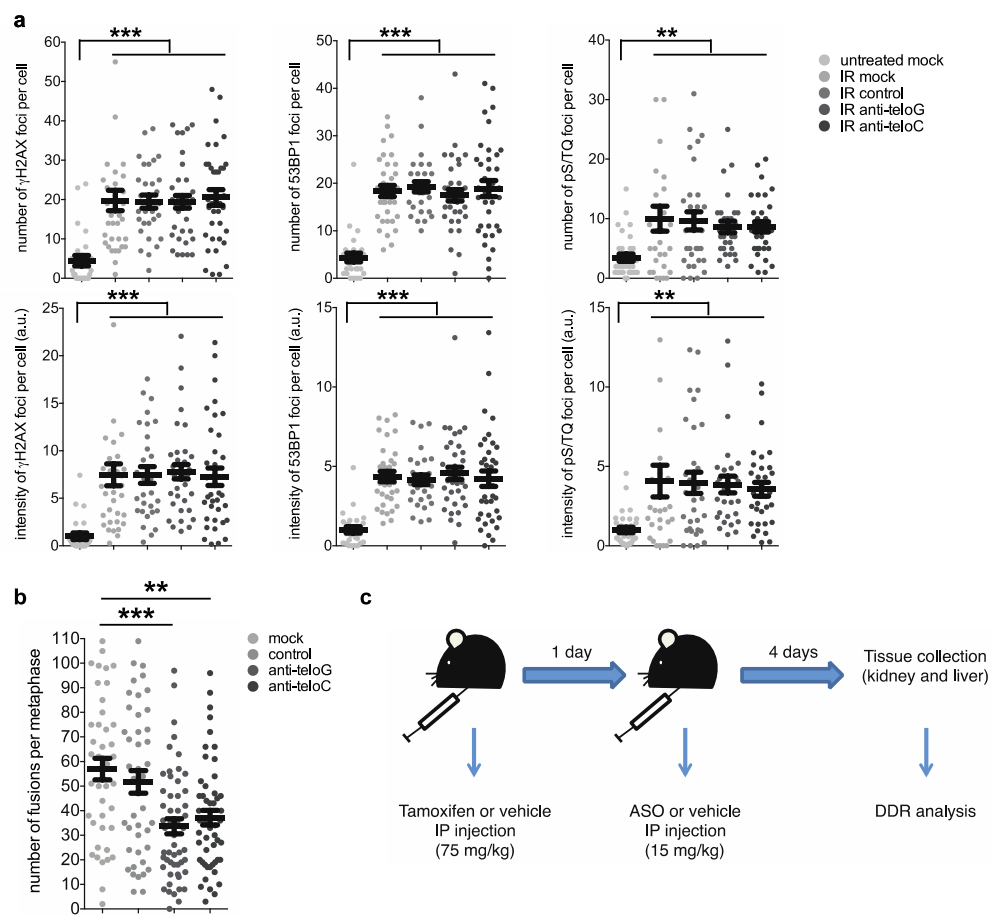 a
***
***
**
number of γH2AX foci per cell
60
50
40
30
20
10
0
number of 53BP1 foci per cell
50
40
30
20
10
0
number of pS/TQ foci per cell
40
30
20
10
0
untreated mock
IR mock
IR control
IR anti-teloG
IR anti-teloC
***
***
**
intensity of γH2AX foci per cell (a.u.)
25
20
15
10
5
0
intensity of 53BP1 foci per cell (a.u.)
15
10
5
0
intensity of pS/TQ foci per cell (a.u.)
15
10
5
0
b
**
***
number of fusions per metaphase
110
100
90
80
70
60
50
40
30
20
10
0
mock
control
anti-teloG
anti-teloC
c
1 day
4 days
Tissue collection
(kidney and liver)
Tamoxifen or vehicle
IP injection
(75 mg/kg)
ASO or vehicle
IP injection
(15 mg/kg)
DDR analysis